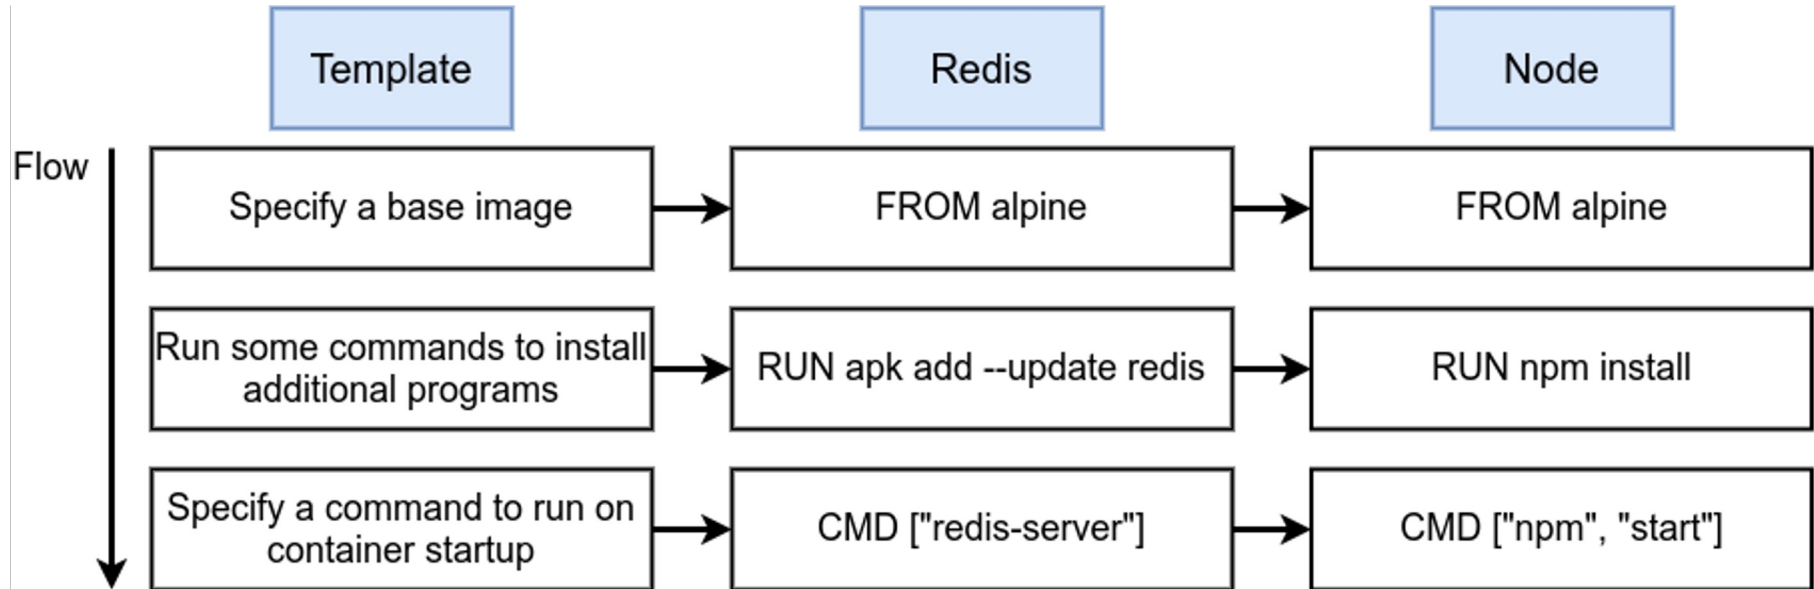 Template
Redis
Node
Flow
Specify a base image
FROM alpine
FROM alpine
Run some commands to install
additional programs
RUN apk add --update redis
RUN npm install
Specify a command to run on
container startup
CMD ["redis-server"]
CMD ["npm", "start"]